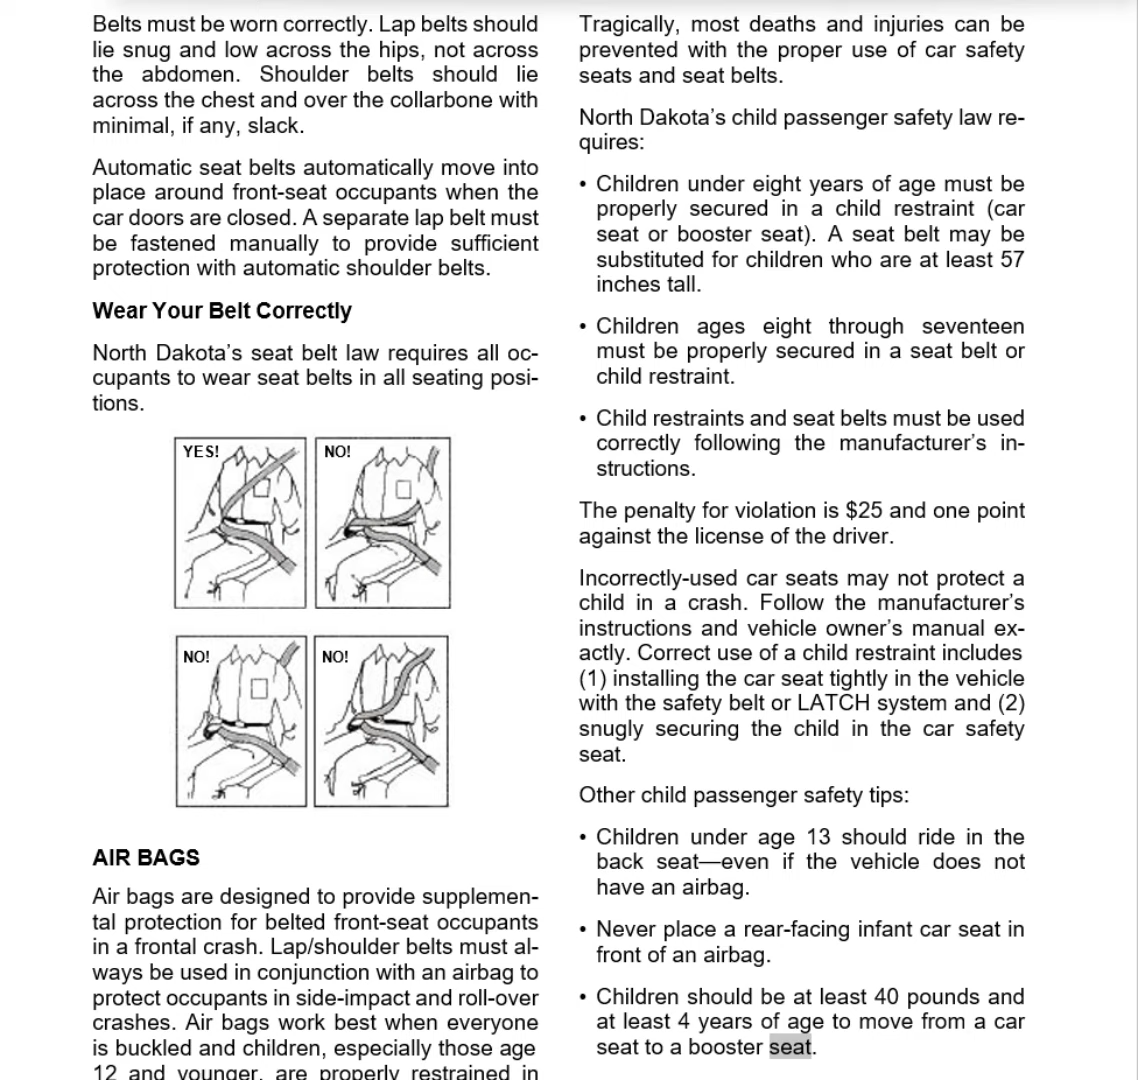 Belts must be worn correctly. Lap belts should
lie snug and low across the hips, not across
the abdomen. Shoulder belts should lie
across the chest and over the collarbone with
minimal, if any, slack.
Automatic seat belts automatically move into
place around front-seat occupants when the
car doors are closed. A separate lap belt must
be fastened manually to provide sufficient
protection with automatic shoulder belts.
Wear Your Belt Correctly
North Dakota's seat belt law requires all oc-
cupants to wear seat belts in all seating posi-
tions.
YES!
NO!
NO!
NO!
AIR BAGS
Air bags are designed to provide supplemen-
tal protection for belted front-seat occupants
in a frontal crash. Lap/shoulder belts must al-
ways be used in conjunction with an airbag to
protect occupants in side-impact and roll-over
crashes. Air bags work best when everyone
is buckled and children, especially those age
12 and younger, are properly restrained in
Tragically, most deaths and injuries can be
prevented with the proper use of car safety
seats and seat belts.
North Dakota's child passenger safety law re-
quires:
• Children under eight years of age must be
properly secured in a child restraint (car
seat or booster seat). A seat belt may be
substituted for children who are at least 57
inches tall.
• Children ages eight through seventeen
must be properly secured in a seat belt or
child restraint.
• Child restraints and seat belts must be used
correctly following the manufacturer's in-
structions.
The penalty for violation is $25 and one point
against the license of the driver.
Incorrectly-used car seats may not protect a
child in a crash. Follow the manufacturer's
instructions and vehicle owner's manual ex-
actly. Correct use of a child restraint includes
(1) installing the car seat tightly in the vehicle
with the safety belt or LATCH system and (2)
snugly securing the child in the car safety
seat.
Other child passenger safety tips:
• Children under age 13 should ride in the
back seat—even if the vehicle does not
have an airbag.
• Never place a rear-facing infant car seat in
front of an airbag.
• Children should be at least 40 pounds and
at least 4 years of age to move from a car
seat to a booster seat.